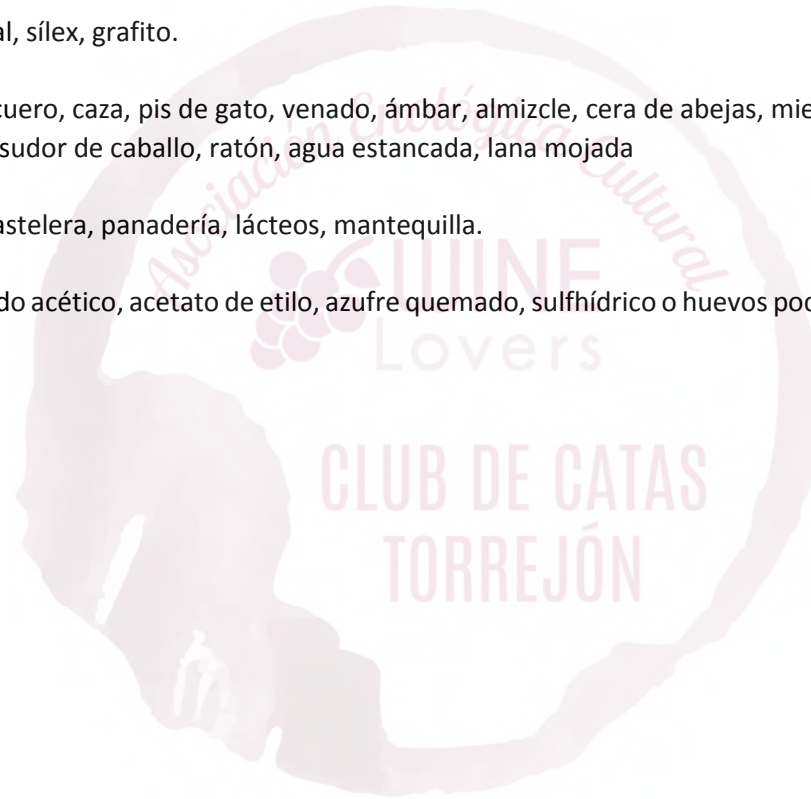 al, sílex, grafito.
cuero, caza, pis de gato, venado, ámbar, almizcle, cera de abejas, mie
sudor de caballo, ratón, agua estancada, lana mojada
astelera, panadería, lácteos, mantequilla.
do acético, acetato de etilo, azufre quemado, sulfhídrico o huevos pod
Asociación Enológica Cultural
WINE
Lovers
CLUB DE CATAS
TORREJÓN